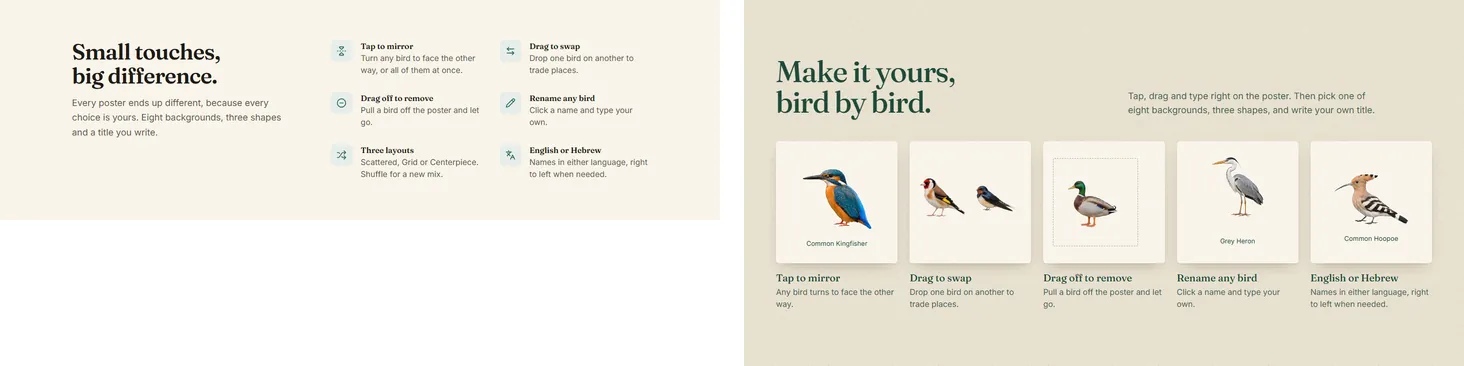 Small touches,
big difference.
Every poster ends up different, because every
choice is yours. Eight backgrounds, three shapes
and a title you write.
Tap to mirror
Turn any bird to face the other
way, or all of them at once.
Drag to swap
Drop one bird on another to
trade places.
Drag off to remove
Pull a bird off the poster and let
go.
Rename any bird
Click a name and type your
own.
Three layouts
Scattered, Grid or Centerpiece.
Shuffle for a new mix.
English or Hebrew
Names in either language, right
to left when needed.
Make it yours,
bird by bird.
Tap, drag and type right on the poster. Then pick one of
eight backgrounds, three shapes, and write your own title.
Common Kingfisher
Grey Heron
Common Hoopoe
Tap to mirror
Any bird turns to face the other
way.
Drag to swap
Drop one bird on another to
trade places.
Drag off to remove
Pull a bird off the poster and let
go.
Rename any bird
Click a name and type your
own.
English or Hebrew
Names in either language, right
to left when needed.